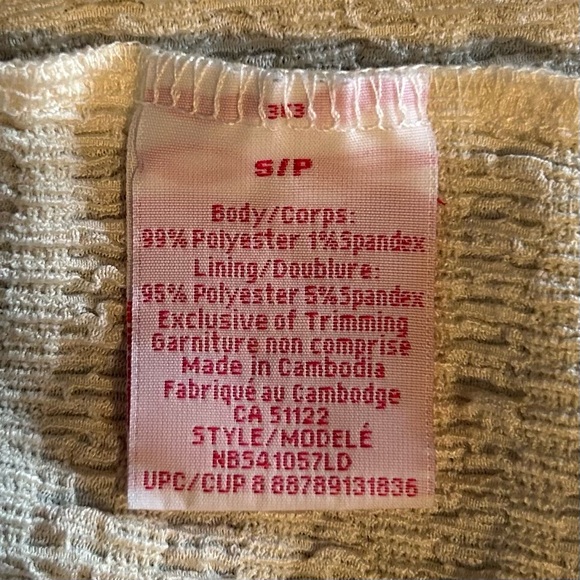 3F3
S/P
Body/Corps:
99% Polyester 1% Spandex
Lining/Doublure:
95% Polyester 5% Spandex
Exclusive of Trimming
Garniture non comprise
Made in Cambodia
Fabriqué au Cambodge
CA 51122
STYLE/MODELÉ
NB541057LD
UPC/CUP 8 88789131836